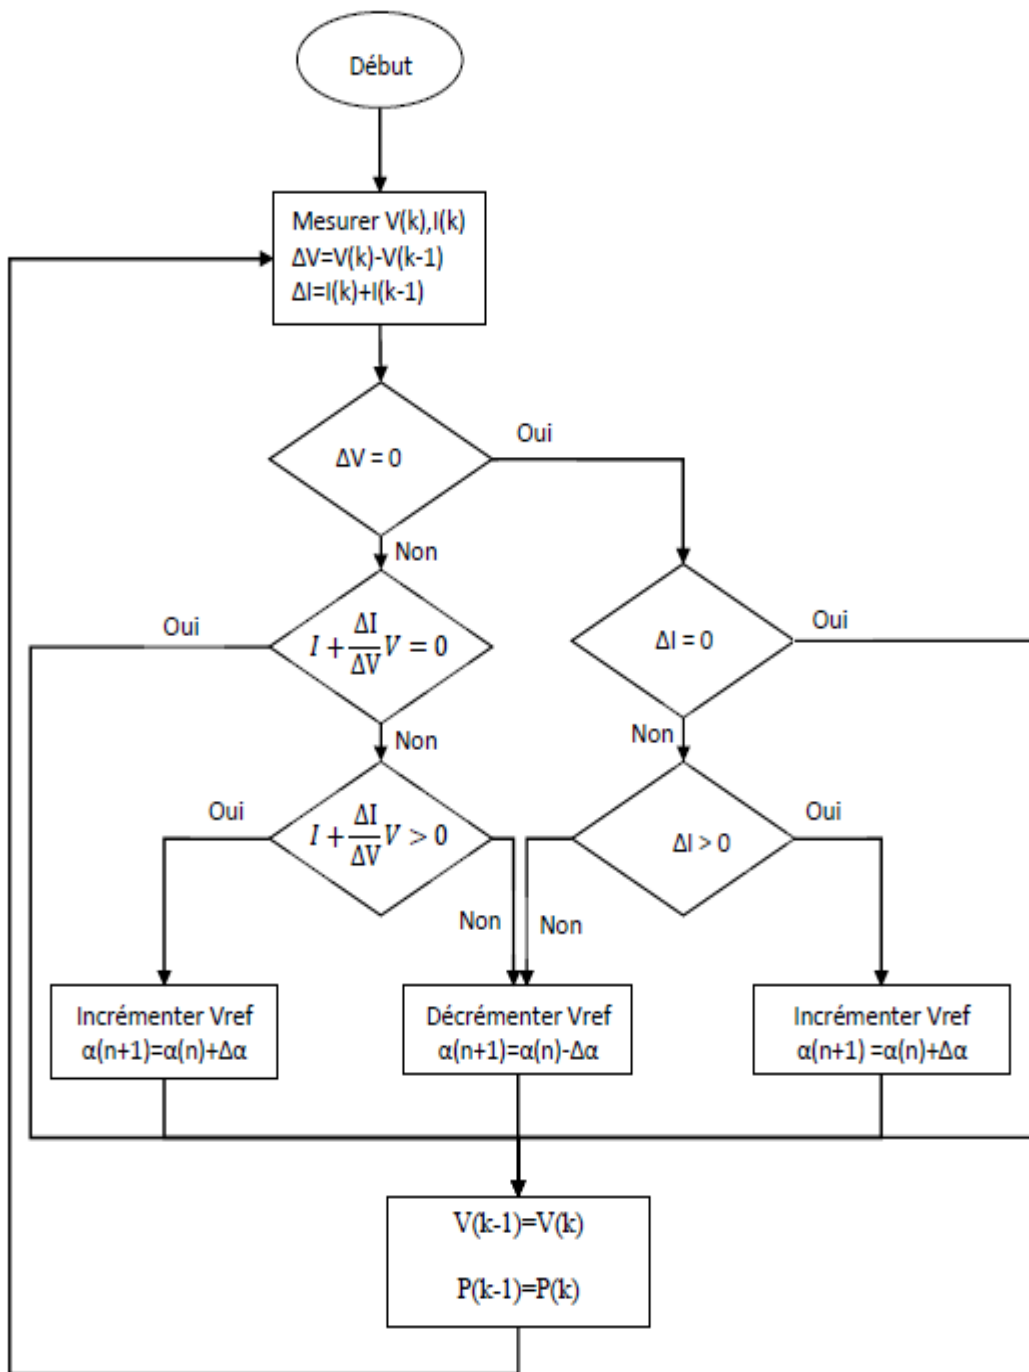 Début
Mesurer V(k),I(k)
ΔV=V(k)-V(k-1)
ΔI=I(k)+I(k-1)
ΔV = 0
Oui
Non
Oui
I + ΔI/ΔV V = 0
ΔI = 0
Oui
Non
Non
Oui
I + ΔI/ΔV V > 0
ΔI > 0
Oui
Non
Non
Incrémenter Vref
α(n+1)=α(n)+Δα
Décrémenter Vref
α(n+1)=α(n)-Δα
Incrémenter Vref
α(n+1) =α(n)+Δα
V(k-1)=V(k)
P(k-1)=P(k)